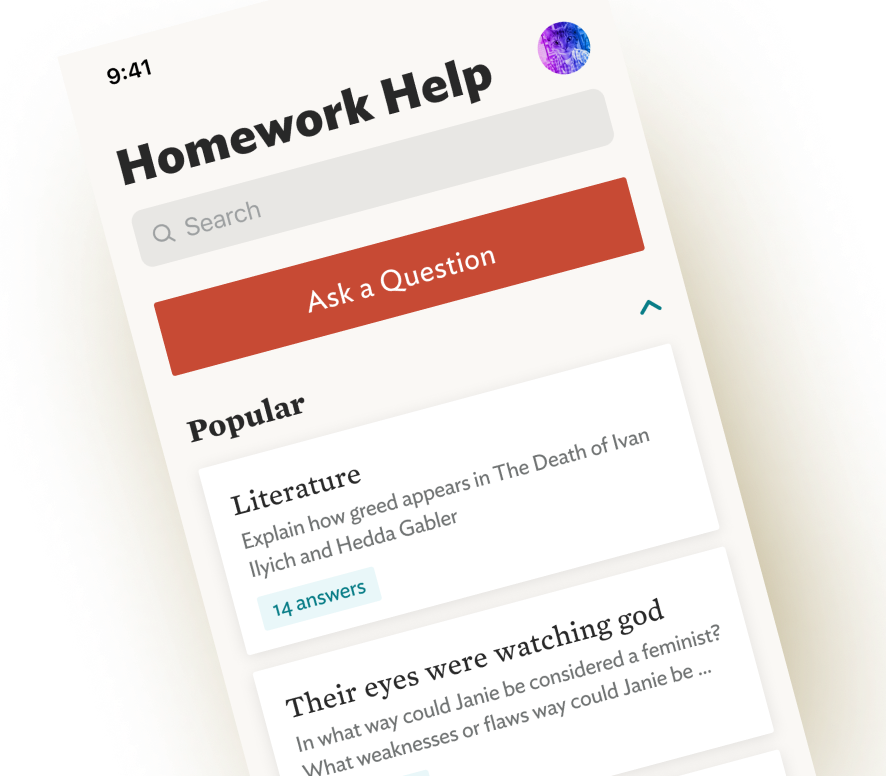 9:41
Homework Help
Search
Ask a Question
Popular
Literature
Explain how greed appears in The Death of Ivan
Ilyich and Hedda Gabler
14 answers
Their eyes were watching god
In what way could Janie be considered a feminist?
What weaknesses or flaws way could Janie be ...